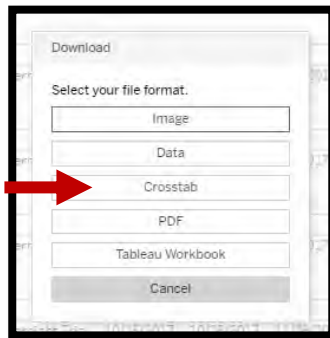 Download
Select your file format.
Image
Data
Crosstab
PDF
Tableau Workbook
Cancel